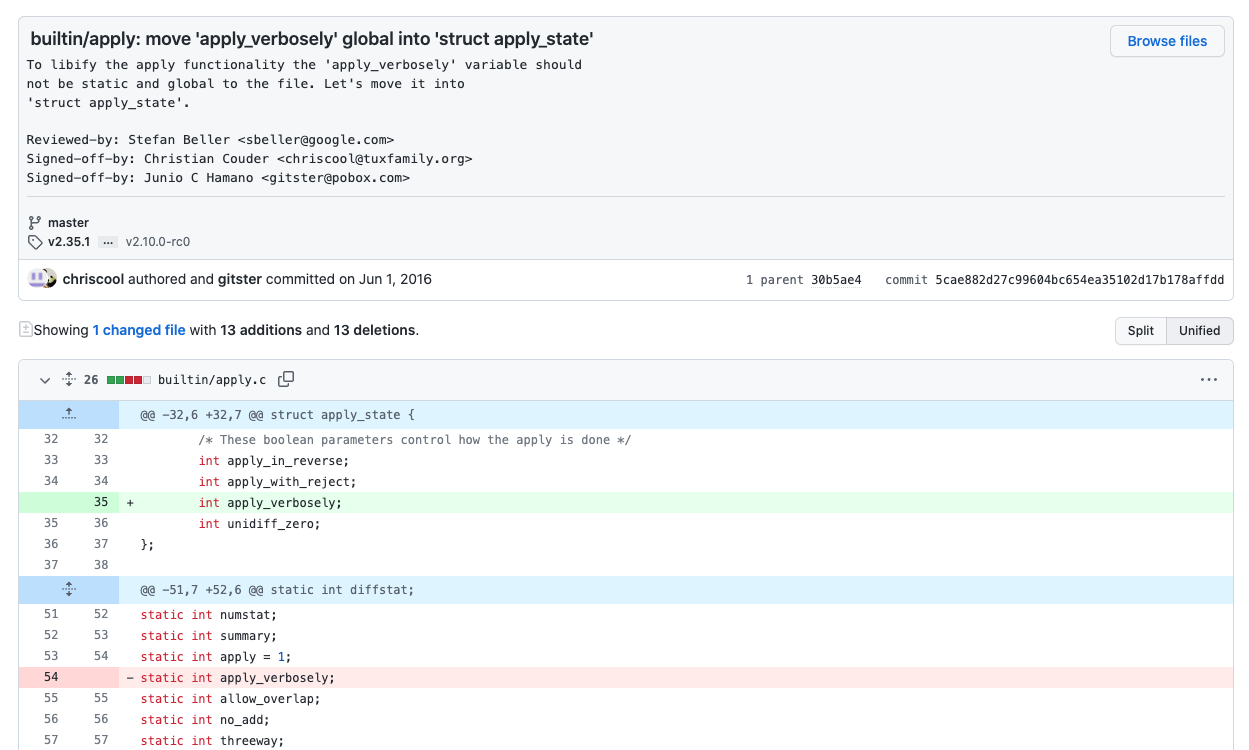 builtin/apply: move 'apply_verbosely' global into 'struct apply_state'
Browse files
To libify the apply functionality the 'apply_verbosely' variable should
not be static and global to the file. Let's move it into
'struct apply_state'.
Reviewed-by: Stefan Beller <sbeller@google.com>
Signed-off-by: Christian Couder <chriscool@tuxfamily.org>
Signed-off-by: Junio C Hamano <gitster@pobox.com>
master
v2.35.1 ... v2.10.0-rc0
chriscool authored and gitster committed on Jun 1, 2016 1 parent 30b5ae4 commit 5cae882d27c99604bc654ea35102d17b178affdd
Showing 1 changed file with 13 additions and 13 deletions. Split Unified
26 builtin/apply.c
@@ -32,6 +32,7 @@ struct apply_state {
32 32 /* These boolean parameters control how the apply is done */
33 33 int apply_in_reverse;
34 34 int apply_with_reject;
35 + int apply_verbosely;
35 36 int unidiff_zero;
36 37 };
37 38
@@ -51,7 +52,6 @@ static int diffstat;
51 52 static int numstat;
52 53 static int summary;
53 54 static int apply = 1;
54 - static int apply_verbosely;
55 55 static int allow_overlap;
56 56 static int no_add;
57 57 static int threeway;